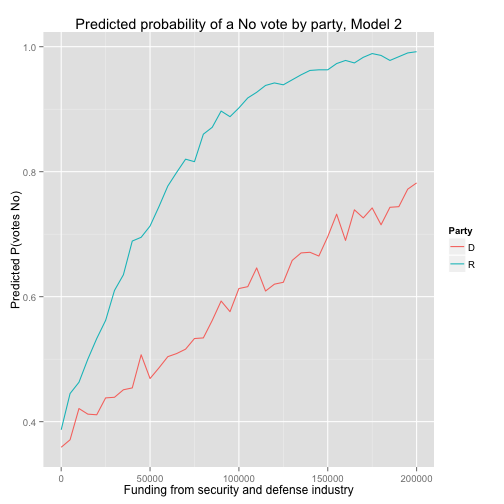 Predicted probability of a No vote by party, Model 2
1.0
0.8
0.6
0.4
Predicted P(votes No)
0 50000 100000 150000 200000
Funding from security and defense industry
Party
D
R